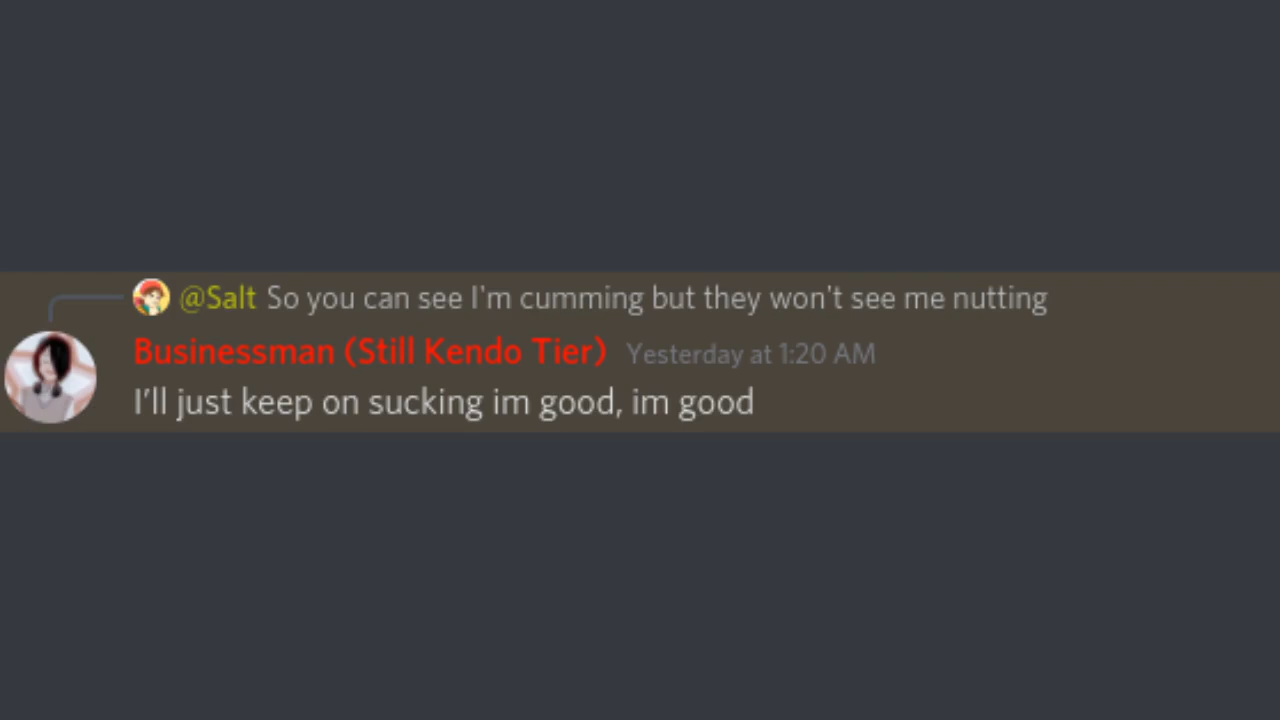 @Salt So you can see I'm cumming but they won't see me nutting
Businessman (Still Kendo Tier) Yesterday at 1:20 AM
I’ll just keep on sucking im good, im good